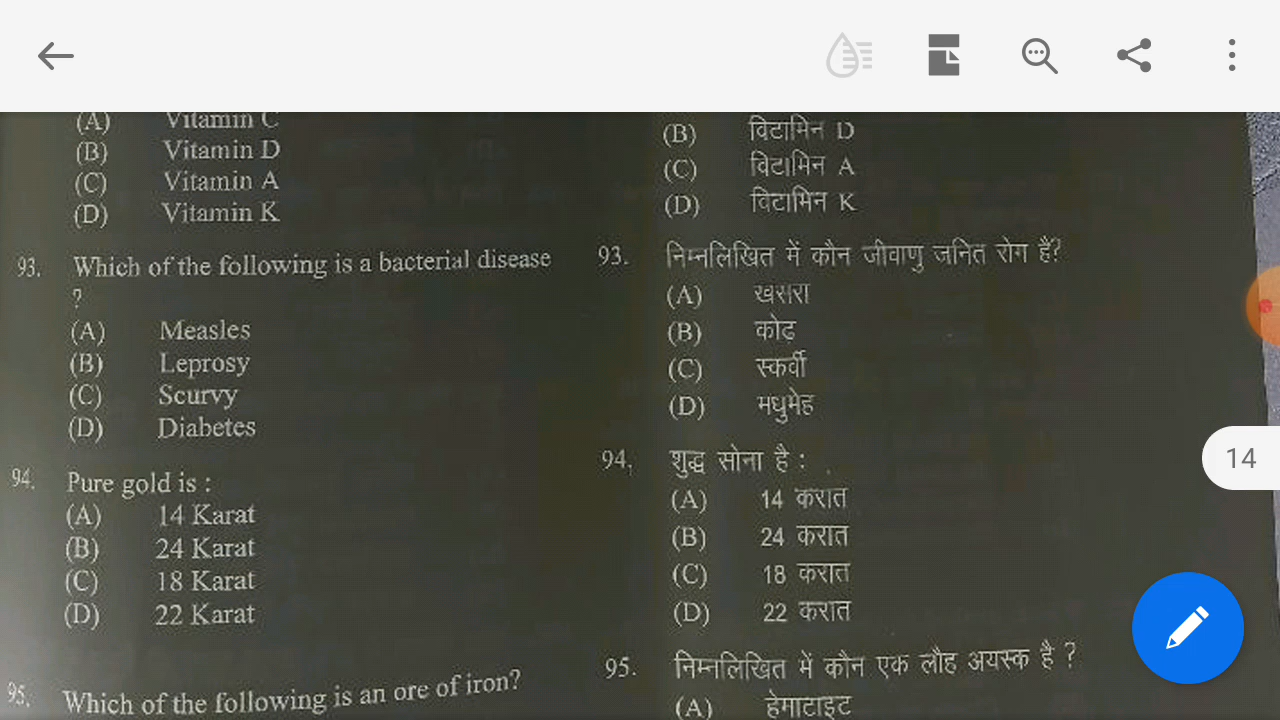 (A) Vitamin C
(B) Vitamin D
(C) Vitamin A
(D) Vitamin K
93. Which of the following is a bacterial disease
?
(A) Measles
(B) Leprosy
(C) Scurvy
(D) Diabetes
94. Pure gold is :
(A) 14 Karat
(B) 24 Karat
(C) 18 Karat
(D) 22 Karat
95. Which of the following is an ore of iron?
(B) विटामिन D
(C) विटामिन A
(D) विटामिन K
93. निम्नलिखित में कौन जीवाणु जनित रोग है?
(A) खसरा
(B) कोढ
(C) स्कर्वी
(D) मधुमेह
94. शुद्ध सोना है :
(A) 14 करात
(B) 24 करात
(C) 18 करात
(D) 22 करात
95. निम्नलिखित में कौन एक लौह अयस्क है ?
(A) हेमाटाइट
14